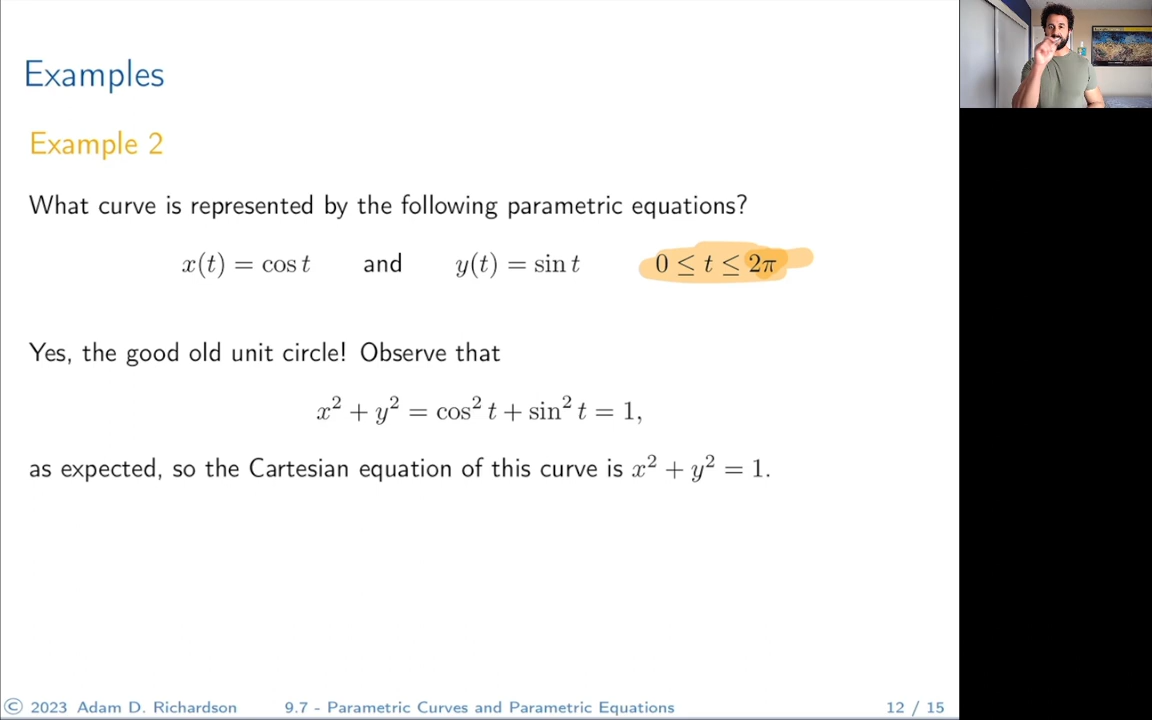 Examples
Example 2
What curve is represented by the following parametric equations?
x(t) = cos t and y(t) = sin t 0 ≤ t ≤ 2π
Yes, the good old unit circle! Observe that
x² + y² = cos² t + sin² t = 1,
as expected, so the Cartesian equation of this curve is x² + y² = 1.
© 2023 Adam D. Richardson 9.7 - Parametric Curves and Parametric Equations 12 / 15